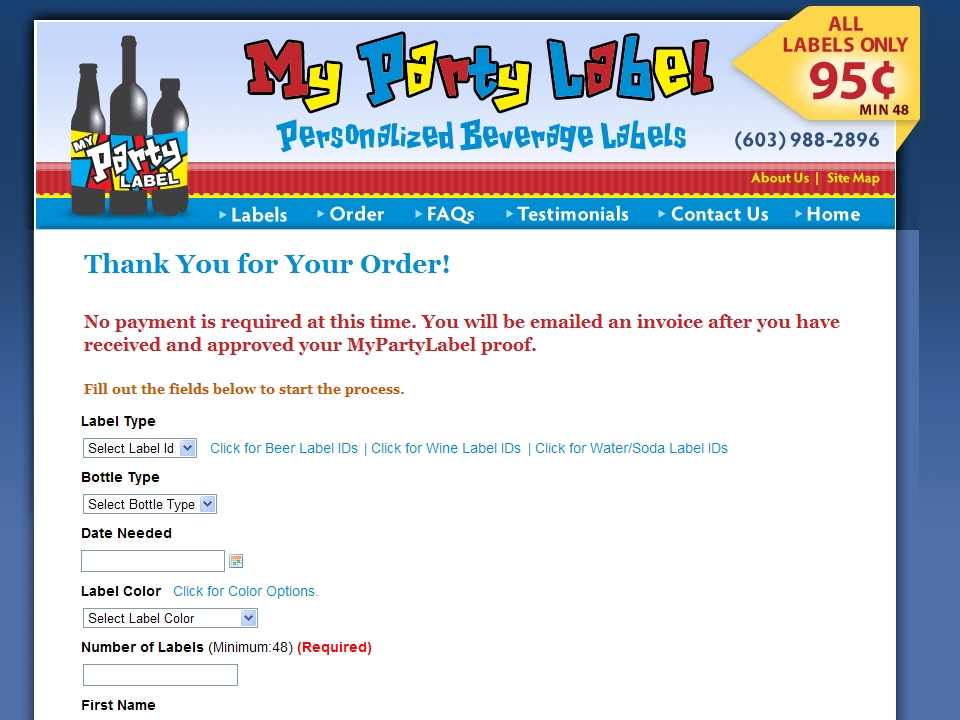 ALL
LABELS ONLY
95¢
MIN 48
My Party Label
Personalized Beverage Labels
(603) 988-2896
MY
Party
LABEL
About Us | Site Map
Labels Order FAQs Testimonials Contact Us Home
Thank You for Your Order!
No payment is required at this time. You will be emailed an invoice after you have
received and approved your MyPartyLabel proof.
Fill out the fields below to start the process.
Label Type
Select Label Id Click for Beer Label IDs | Click for Wine Label IDs | Click for Water/Soda Label IDs
Bottle Type
Select Bottle Type
Date Needed
Label Color Click for Color Options.
Select Label Color
Number of Labels (Minimum:48) (Required)
First Name